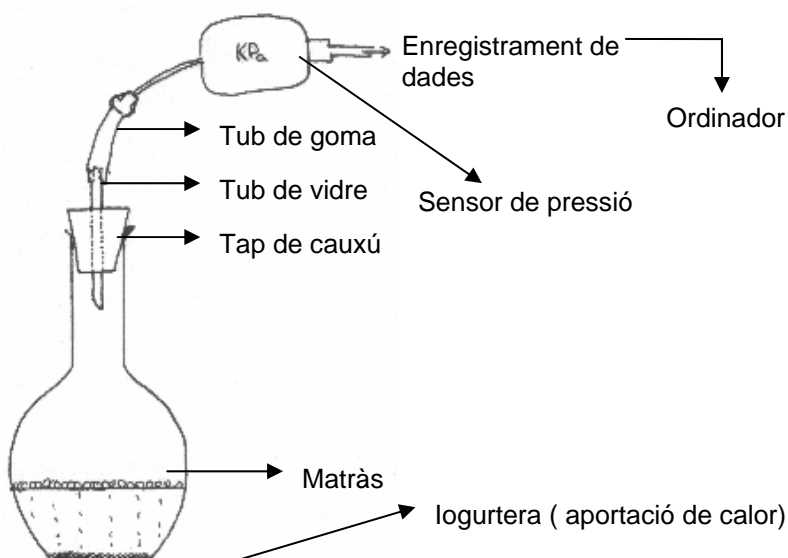 KPa
Enregistrament de
dades
Ordinador
Tub de goma
Tub de vidre
Sensor de pressió
Tap de cauxú
Matràs
Iogurtera ( aportació de calor)